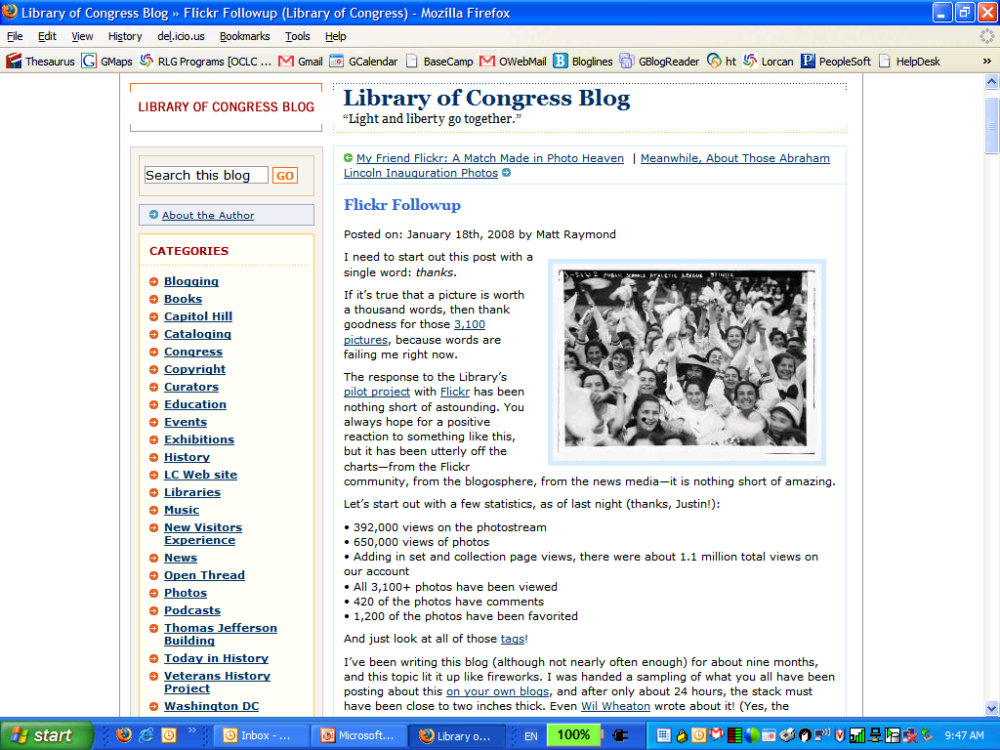 Library of Congress Blog » Flickr Followup (Library of Congress) - Mozilla Firefox
File Edit View History del.icio.us Bookmarks Tools Help
Thesaurus GMaps RLG Programs [OCLC ... Gmail GCalendar BaseCamp OWebMail Bloglines GBlogReader ht Lorcan PeopleSoft HelpDesk »
LIBRARY OF CONGRESS BLOG
Search this blog GO
About the Author
CATEGORIES
Blogging
Books
Capitol Hill
Cataloging
Congress
Copyright
Curators
Education
Events
Exhibitions
History
LC Web site
Libraries
Music
New Visitors
Experience
News
Open Thread
Photos
Podcasts
Thomas Jefferson
Building
Today in History
Veterans History
Project
Washington DC
Library of Congress Blog
“Light and liberty go together.”
My Friend Flickr: A Match Made in Photo Heaven | Meanwhile, About Those Abraham
Lincoln Inauguration Photos
Flickr Followup
Posted on: January 18th, 2008 by Matt Raymond
I need to start out this post with a
single word: thanks.
If it’s true that a picture is worth
a thousand words, then thank
goodness for those 3,100
pictures, because words are
failing me right now.
The response to the Library’s
pilot project with Flickr has been
nothing short of astounding. You
always hope for a positive
reaction to something like this,
but it has been utterly off the
charts—from the Flickr
community, from the blogosphere, from the news media—it is nothing short of amazing.
PUBLIC SCHOOLS ATHLETIC LEAGUE
Let’s start out with a few statistics, as of last night (thanks, Justin!):
• 392,000 views on the photostream
• 650,000 views of photos
• Adding in set and collection page views, there were about 1.1 million total views on
our account
• All 3,100+ photos have been viewed
• 420 of the photos have comments
• 1,200 of the photos have been favorited
And just look at all of those tags!
I’ve been writing this blog (although not nearly often enough) for about nine months,
and this topic lit it up like fireworks. I was handed a sampling of what you all have been
posting about this on your own blogs, and after only about 24 hours, the stack must
have been close to two inches thick. Even Wil Wheaton wrote about it! (Yes, the
start » Inbox - ... Microsoft... Library o... EN 100% 9:47 AM